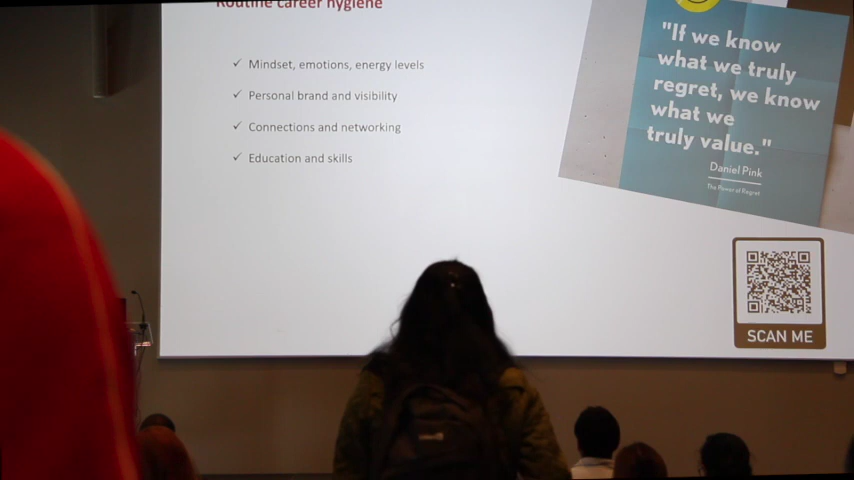 Routine career hygiene
✓ Mindset, emotions, energy levels
✓ Personal brand and visibility
✓ Connections and networking
✓ Education and skills
"If we know
what we truly
regret, we know
what we
truly value."
Daniel Pink
The Power of Regret
SCAN ME